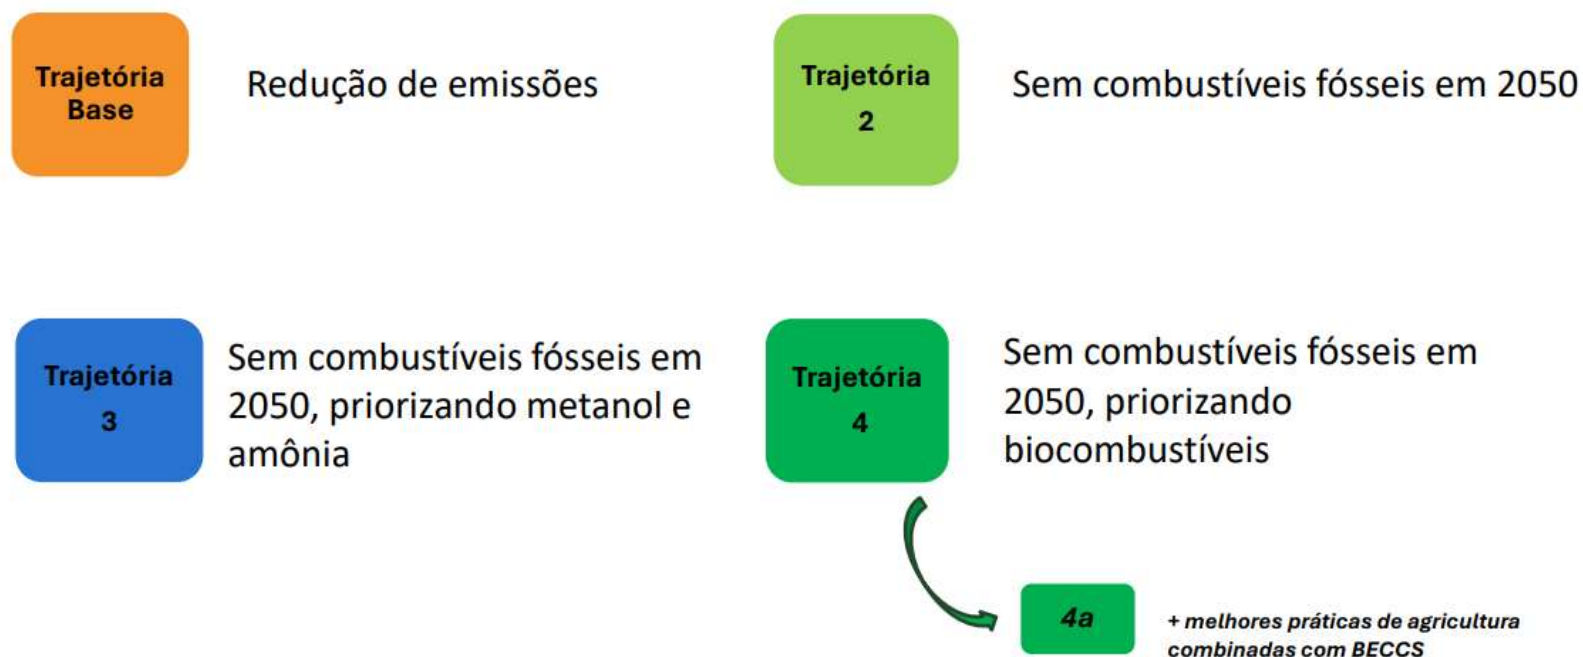 Trajetória
Base
Redução de emissões
Trajetória
2
Sem combustíveis fósseis em 2050
Trajetória
3
Sem combustíveis fósseis em
2050, priorizando metanol e
amônia
Trajetória
4
Sem combustíveis fósseis em
2050, priorizando
biocombustíveis
4a
+ melhores práticas de agricultura
combinadas com BECCS